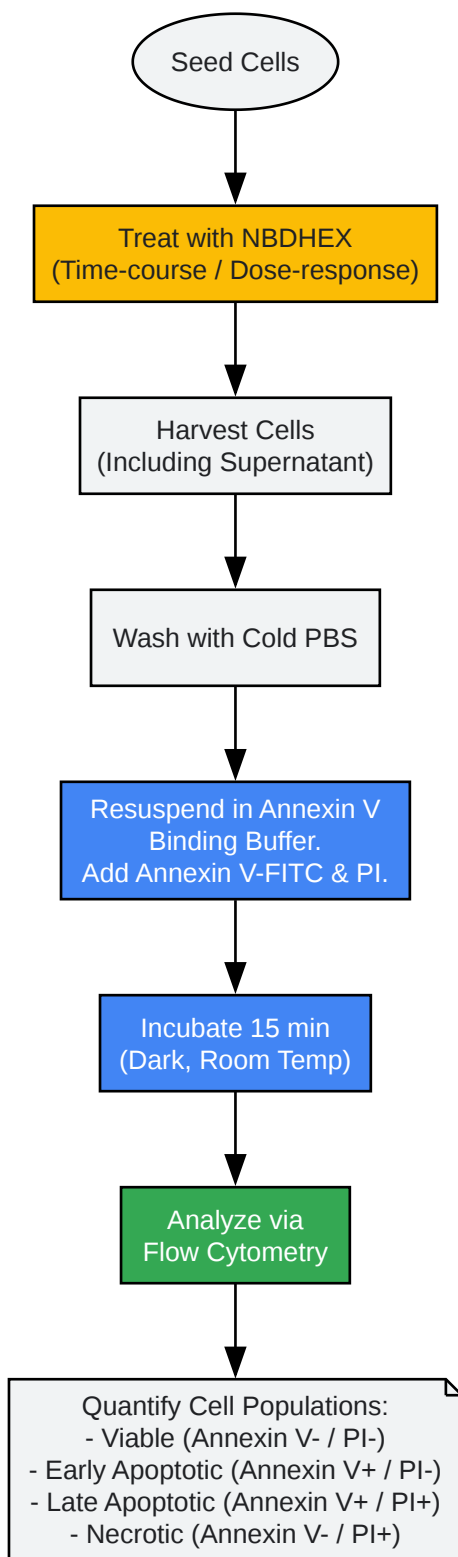 Seed Cells
Treat with NBDHEX
(Time-course / Dose-response)
Harvest Cells
(Including Supernatant)
Wash with Cold PBS
Resuspend in Annexin V
Binding Buffer.
Add Annexin V-FITC & PI.
Incubate 15 min
(Dark, Room Temp)
Analyze via
Flow Cytometry
Quantify Cell Populations:
- Viable (Annexin V- / PI-)
- Early Apoptotic (Annexin V+ / PI-)
- Late Apoptotic (Annexin V+ / PI+)
- Necrotic (Annexin V- / PI+)